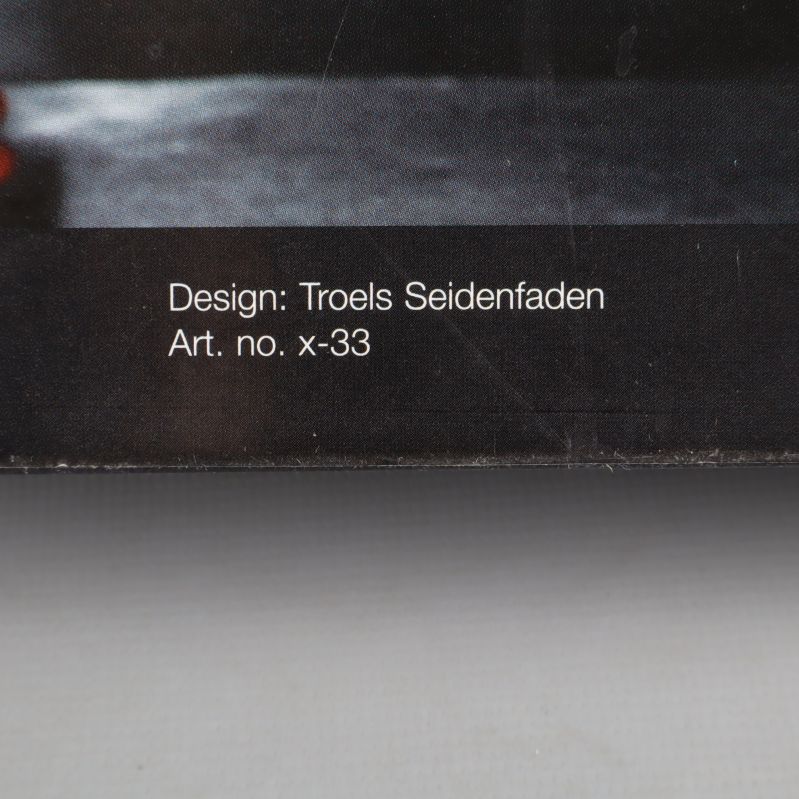 Design: Troels Seidenfaden
Art. no. x-33